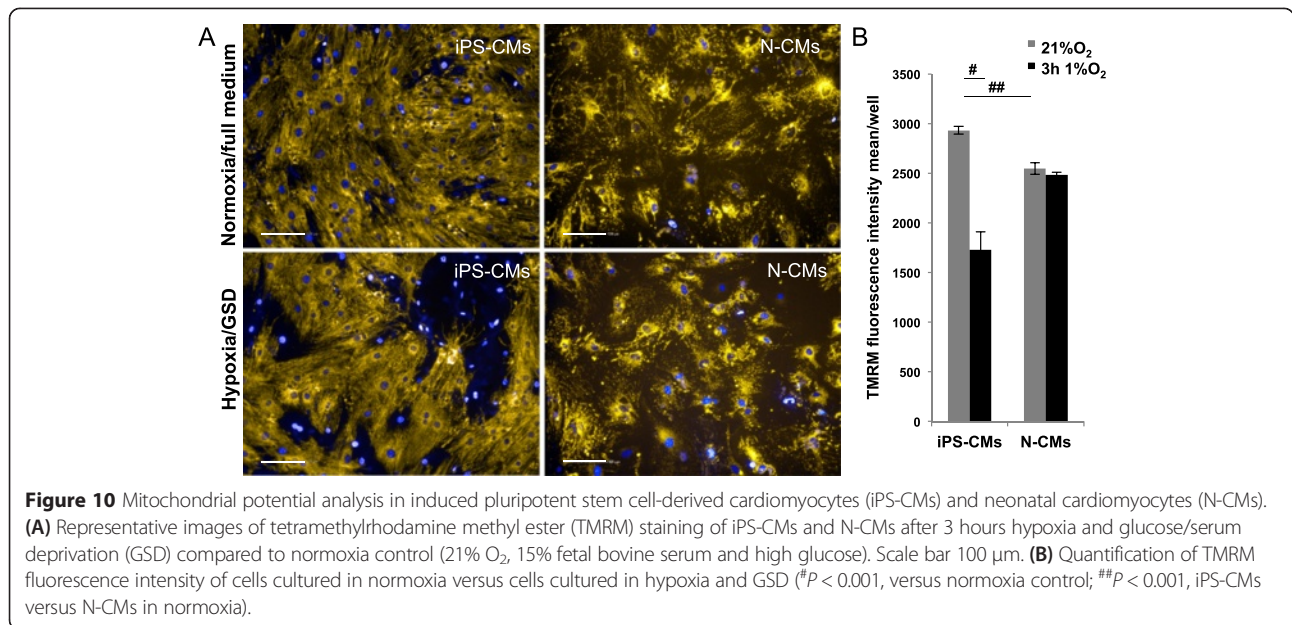 A
B
iPS-CMs
N-CMs
Normoxia/full medium
iPS-CMs
N-CMs
Hypoxia/GSD
21%O₂
3h 1%O₂
#
##
TMRM fluorescence intensity mean/well
3500
3000
2500
2000
1500
1000
500
0
iPS-CMs
N-CMs
Figure 10 Mitochondrial potential analysis in induced pluripotent stem cell-derived cardiomyocytes (iPS-CMs) and neonatal cardiomyocytes (N-CMs).
(A) Representative images of tetramethylrhodamine methyl ester (TMRM) staining of iPS-CMs and N-CMs after 3 hours hypoxia and glucose/serum
deprivation (GSD) compared to normoxia control (21% O₂, 15% fetal bovine serum and high glucose). Scale bar 100 μm. (B) Quantification of TMRM
fluorescence intensity of cells cultured in normoxia versus cells cultured in hypoxia and GSD (#P < 0.001, versus normoxia control; ##P < 0.001, iPS-CMs
versus N-CMs in normoxia).